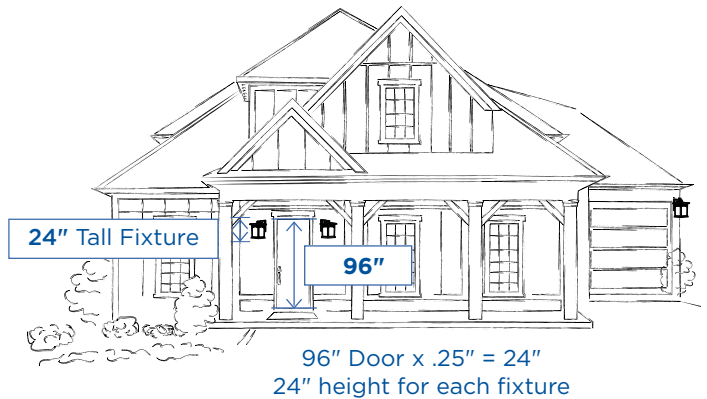 24" Tall Fixture
96"
96" Door x .25" = 24"
24" height for each fixture